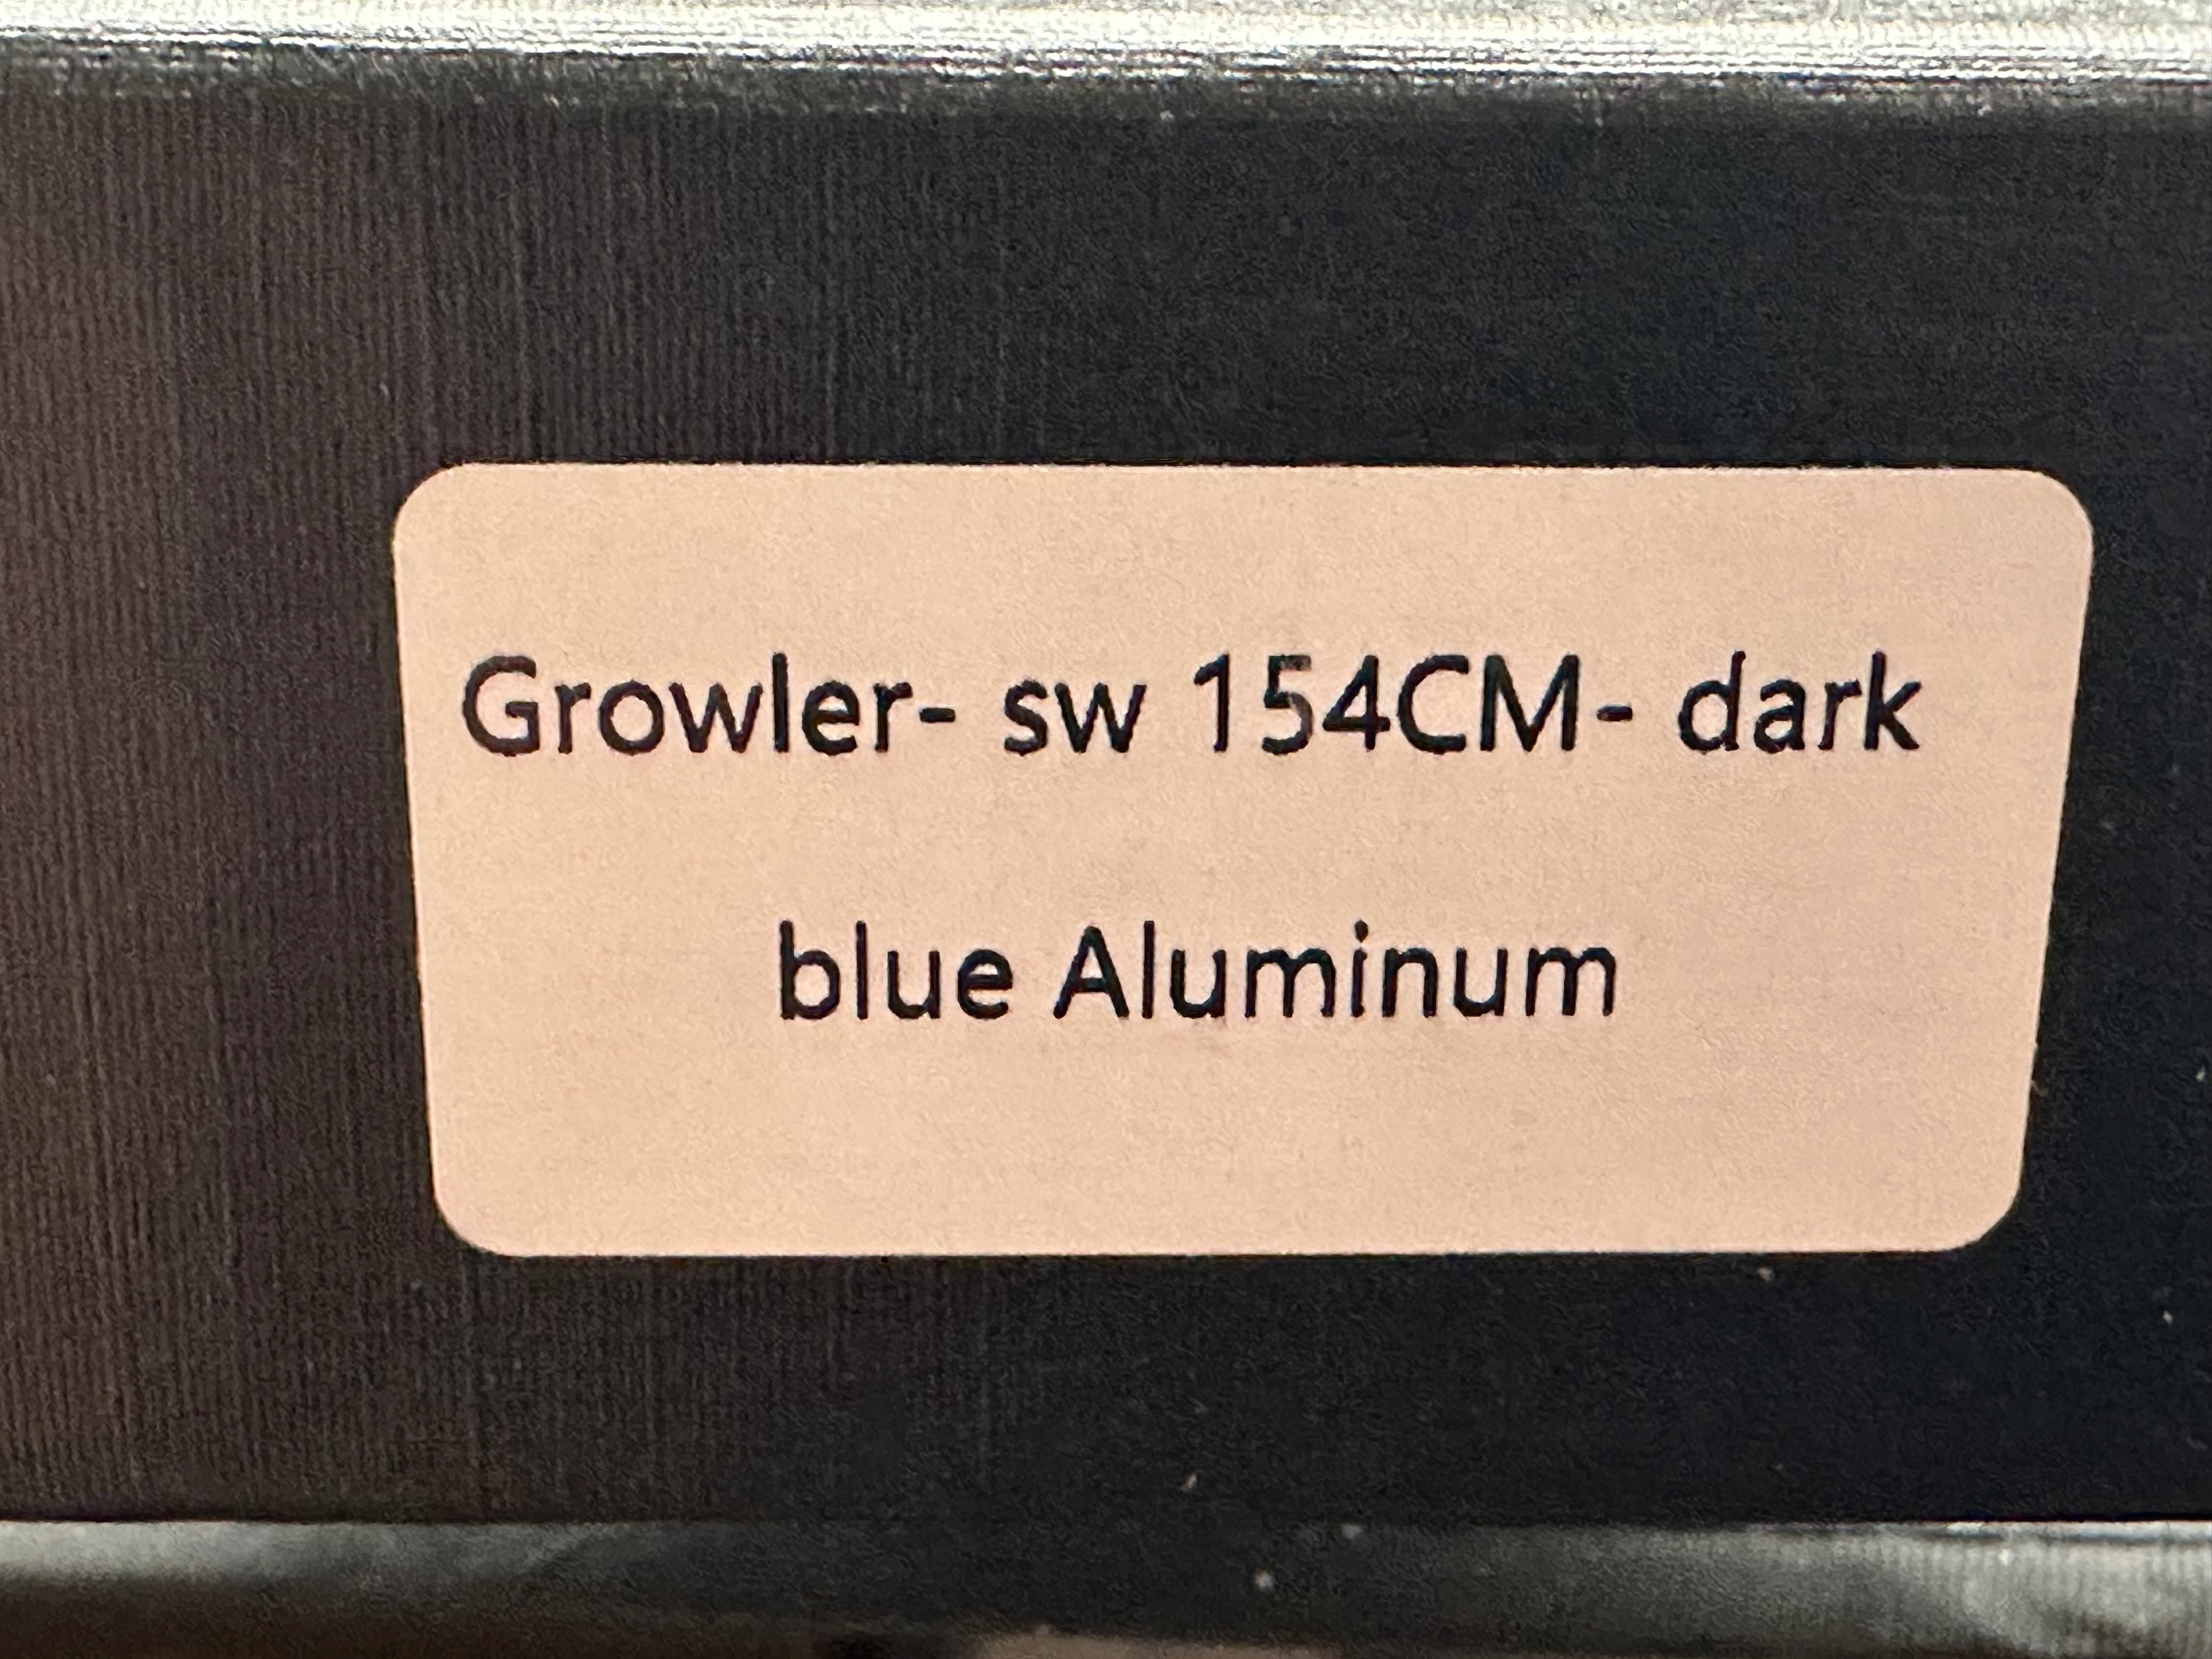 Growler- sw 154CM- dark
blue Aluminum